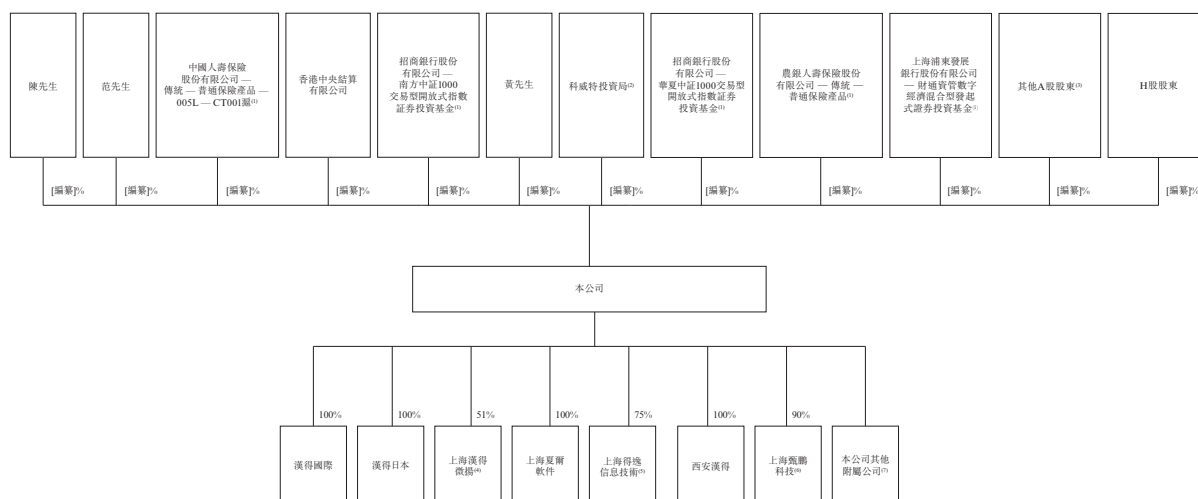 陳先生
范先生
中國人壽保險
股份有限公司 —
傳統 — 普通保險產品 —
005L — CT001滬(1)
香港中央結算
有限公司
招商銀行股份
有限公司 —
南方中証1000
交易型開放式指數
証券投資基金(1)
黃先生
科威特投資局(2)
招商銀行股份
有限公司 —
華夏中証1000交易型
開放式指數証券
投資基金(1)
農銀人壽保險股份
有限公司 — 傳統 —
普通保險產品(1)
上海浦東發展
銀行股份有限公司
— 財通資管數字
經濟混合型發起
式證券投資基金(1)
其他A股股東(3)
H股股東
[編纂]%
[編纂]%
[編纂]%
[編纂]%
[編纂]%
[編纂]%
[編纂]%
[編纂]%
[編纂]%
[編纂]%
[編纂]%
[編纂]%
本公司
100%
100%
51%
100%
75%
100%
90%
漢得國際
漢得日本
上海漢得
微揚(4)
上海夏爾
軟件
上海得逸
信息技術(5)
西安漢得
上海甄鵬
科技(6)
本公司其他
附屬公司(7)